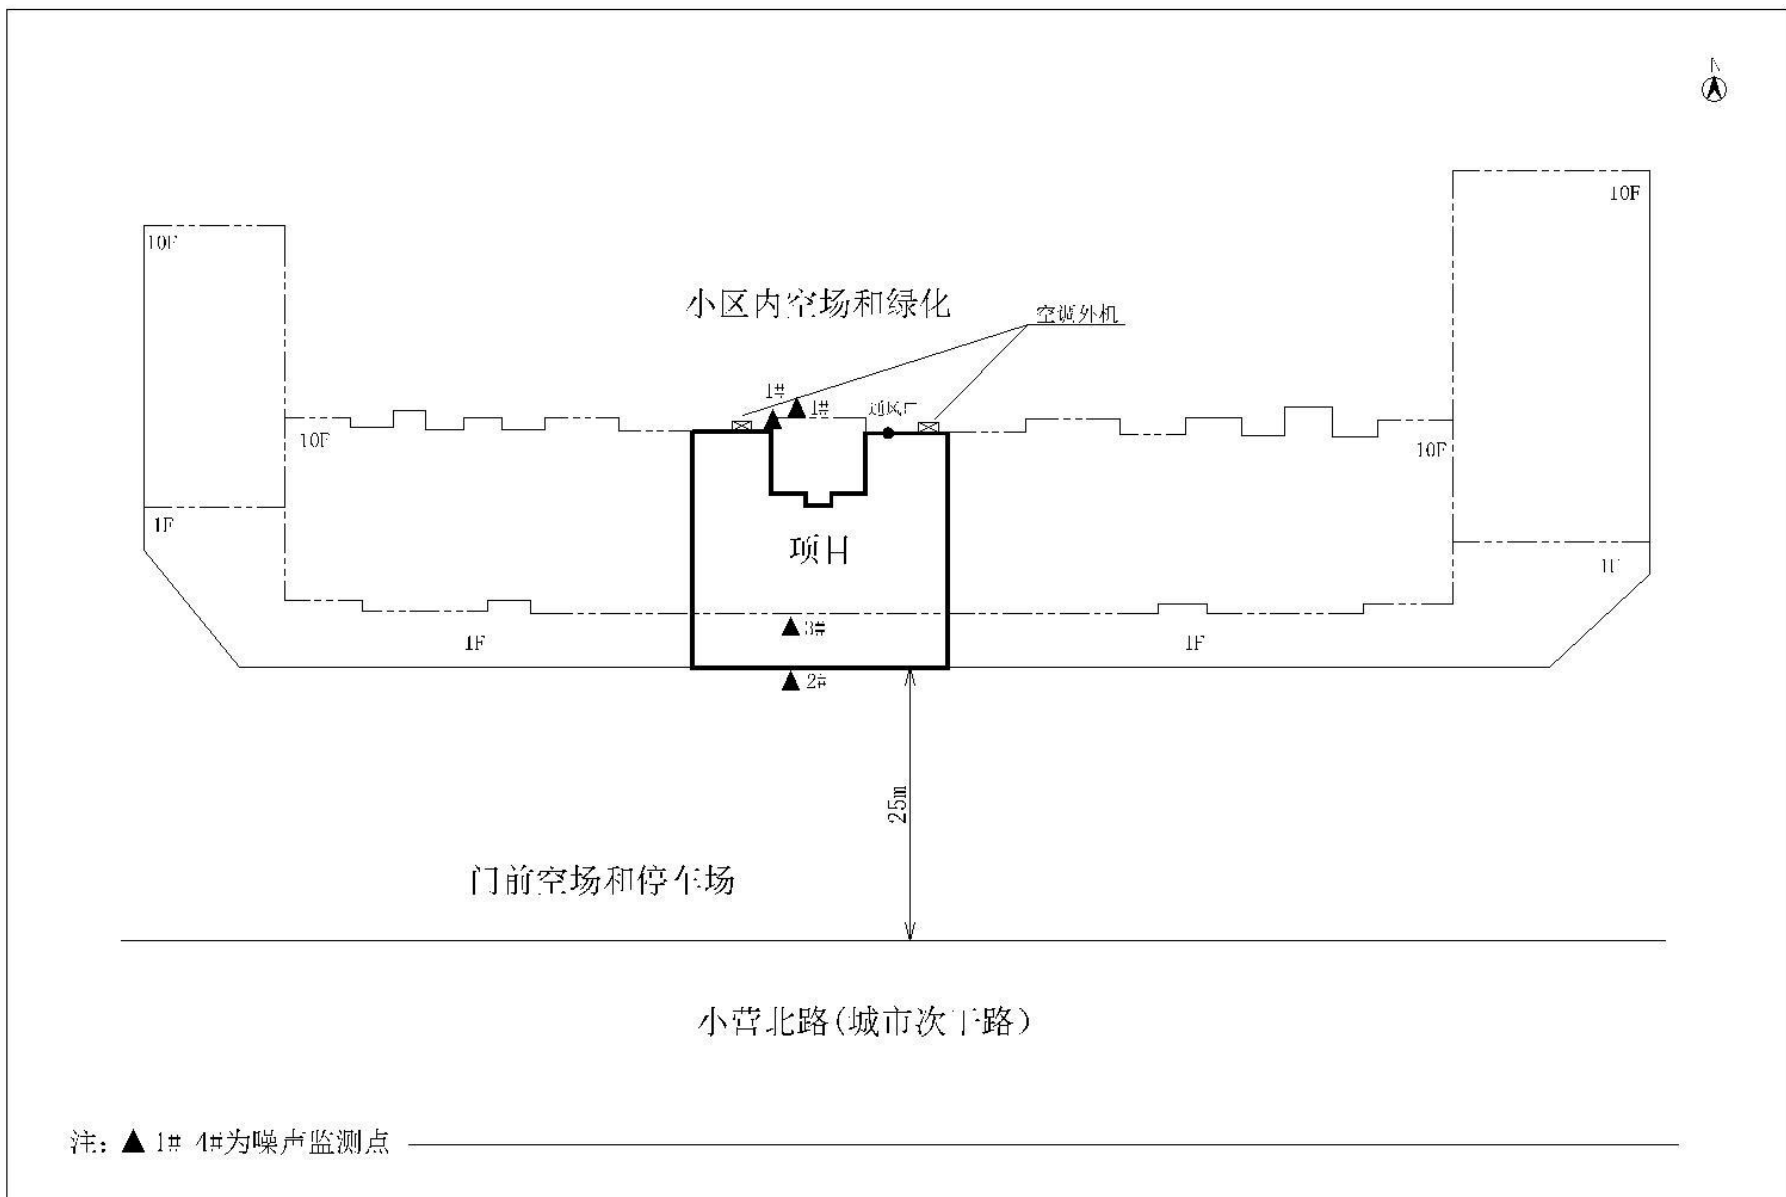 N
10F
10F
小区内空场和绿化
空调外机
1#
1#
通风口
10F
10F
1F
项目
1F
3#
1F
1F
2#
25m
门前空场和停车场
小营北路(城市次干路)
注: ▲ 1# 4#为噪声监测点